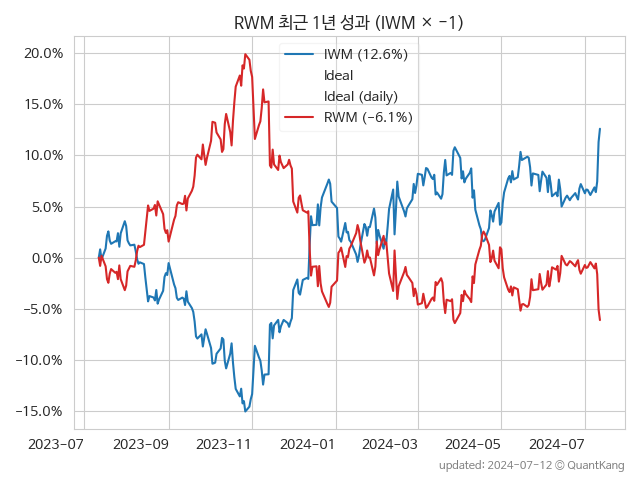 RWM 최근 1년 성과 (IWM × −1)
IWM (12.6%)
Ideal
Ideal (daily)
RWM (−6.1%)
20.0%
15.0%
10.0%
5.0%
0.0%
−5.0%
−10.0%
−15.0%
2023-07
2023-09
2023-11
2024-01
2024-03
2024-05
2024-07
updated: 2024-07-12 © QuantKang